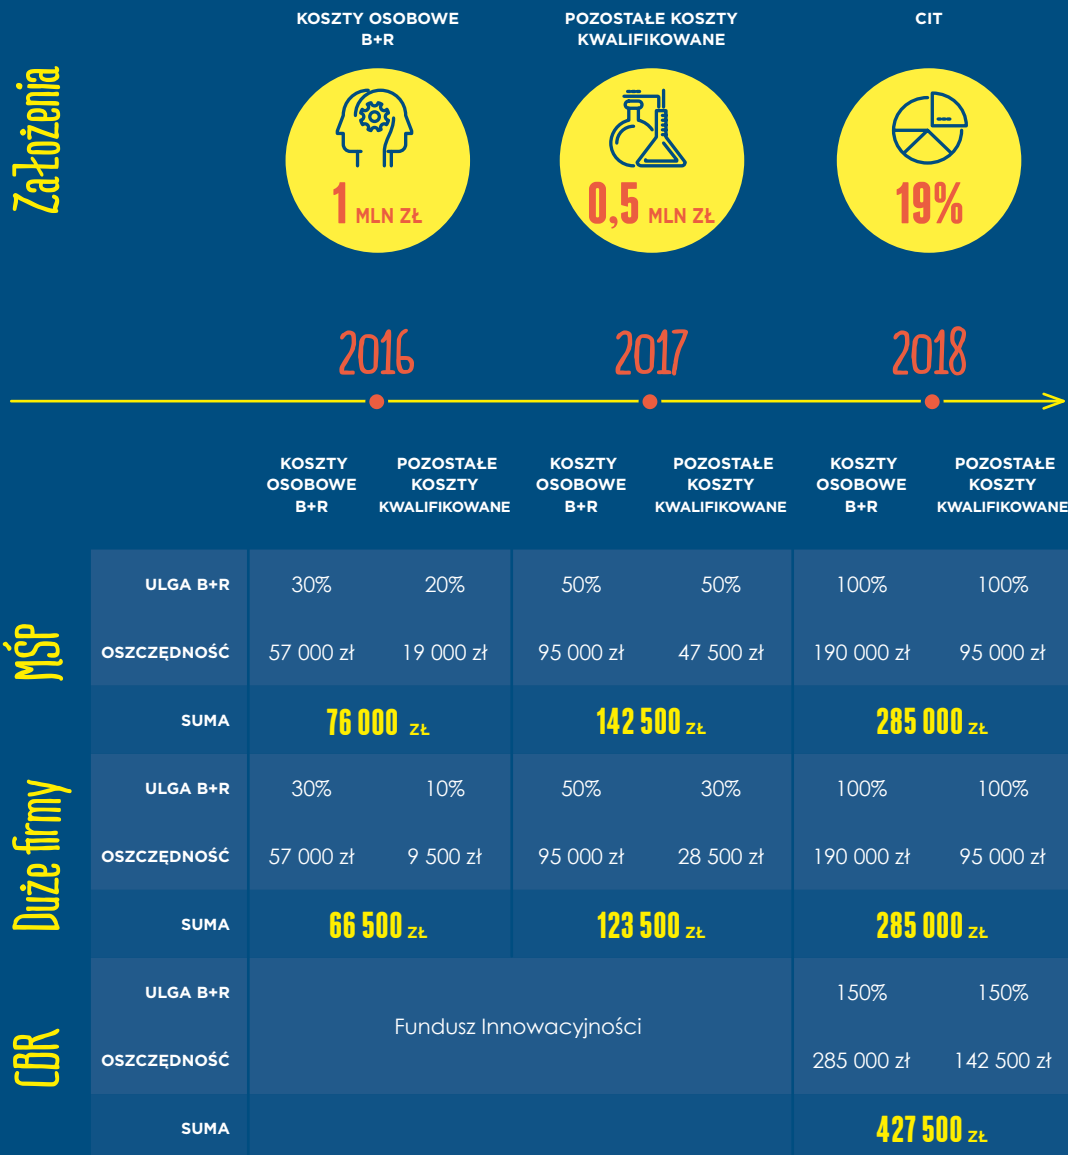 Założenia
KOSZTY OSOBOWE
B+R
1 MLN ZŁ
POZOSTAŁE KOSZTY
KWALIFIKOWANE
0,5 MLN ZŁ
CIT
19%
2016 2017 2018
KOSZTY
OSOBOWE
B+R
POZOSTAŁE
KOSZTY
KWALIFIKOWANE
KOSZTY
OSOBOWE
B+R
POZOSTAŁE
KOSZTY
KWALIFIKOWANE
KOSZTY
OSOBOWE
B+R
POZOSTAŁE
KOSZTY
KWALIFIKOWANE
MŚP
ULGA B+R 30% 20% 50% 50% 100% 100%
OSZCZĘDNOŚĆ 57 000 zł 19 000 zł 95 000 zł 47 500 zł 190 000 zł 95 000 zł
SUMA 76 000 ZŁ 142 500 ZŁ 285 000 ZŁ
Duże firmy
ULGA B+R 30% 10% 50% 30% 100% 100%
OSZCZĘDNOŚĆ 57 000 zł 9 500 zł 95 000 zł 28 500 zł 190 000 zł 95 000 zł
SUMA 66 500 ZŁ 123 500 ZŁ 285 000 ZŁ
CBR
ULGA B+R 150% 150%
Fundusz Innowacyjności
OSZCZĘDNOŚĆ 285 000 zł 142 500 zł
SUMA 427 500 ZŁ